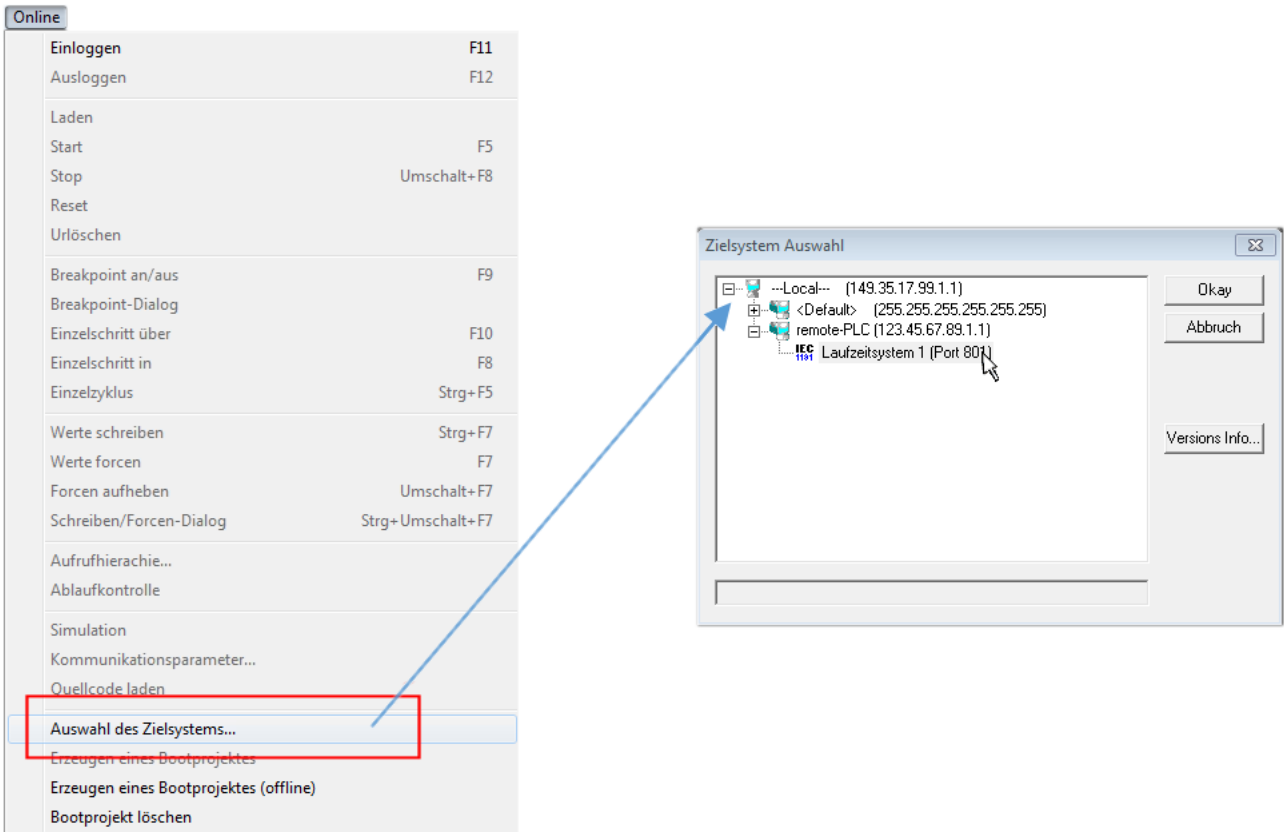 Online
Einloggen F11
Ausloggen F12
Laden
Start F5
Stop Umschalt+F8
Reset
Urlöschen
Breakpoint an/aus F9
Breakpoint-Dialog
Einzelschritt über F10
Einzelschritt in F8
Einzelzyklus Strg+F5
Werte schreiben Strg+F7
Werte forcen F7
Forcen aufheben Umschalt+F7
Schreiben/Forcen-Dialog Strg+Umschalt+F7
Aufrufhierachie...
Ablaufkontrolle
Simulation
Kommunikationsparameter...
Quellcode laden
Auswahl des Zielsystems...
Erzeugen eines Bootprojektes
Erzeugen eines Bootprojektes (offline)
Bootprojekt löschen
Zielsystem Auswahl
---Local--- (149.35.17.99.1.1)
<Default> (255.255.255.255.255.255)
remote-PLC (123.45.67.89.1.1)
IEC 1131 Laufzeitsystem 1 (Port 801)
Okay
Abbruch
Versions Info...